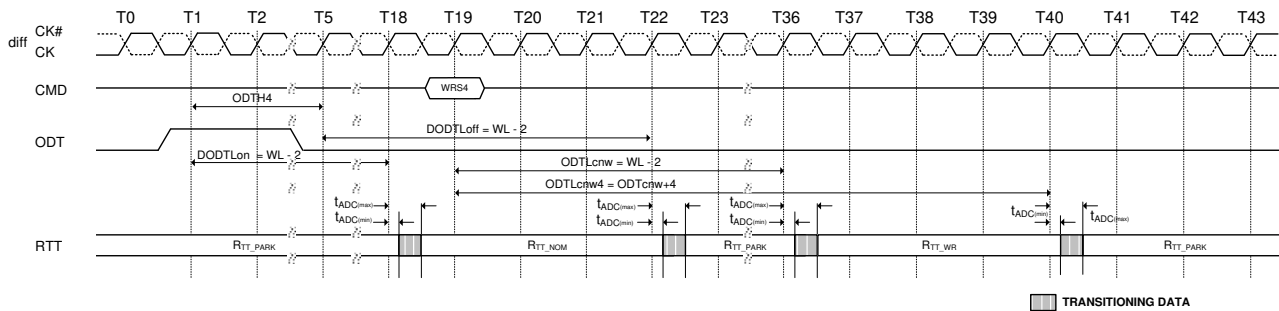 T0 T1 T2 T5 T18 T19 T20 T21 T22 T23 T36 T37 T38 T39 T40 T41 T42 T43
diff CK#
CK
CMD
WRS4
ODTH4
ODT
DODTLoff = WL - 2
DODTLon = WL - 2
ODTLcnw = WL - 2
ODTLcnw4 = ODTcnw+4
tADC(max) tADC(max) tADC(max)
tADC(min) tADC(min) tADC(min) tADC(min) tADC(max)
RTT
RTT_PARK RTT_NOM RTT_PARK RTT_WR RTT_PARK
TRANSITIONING DATA